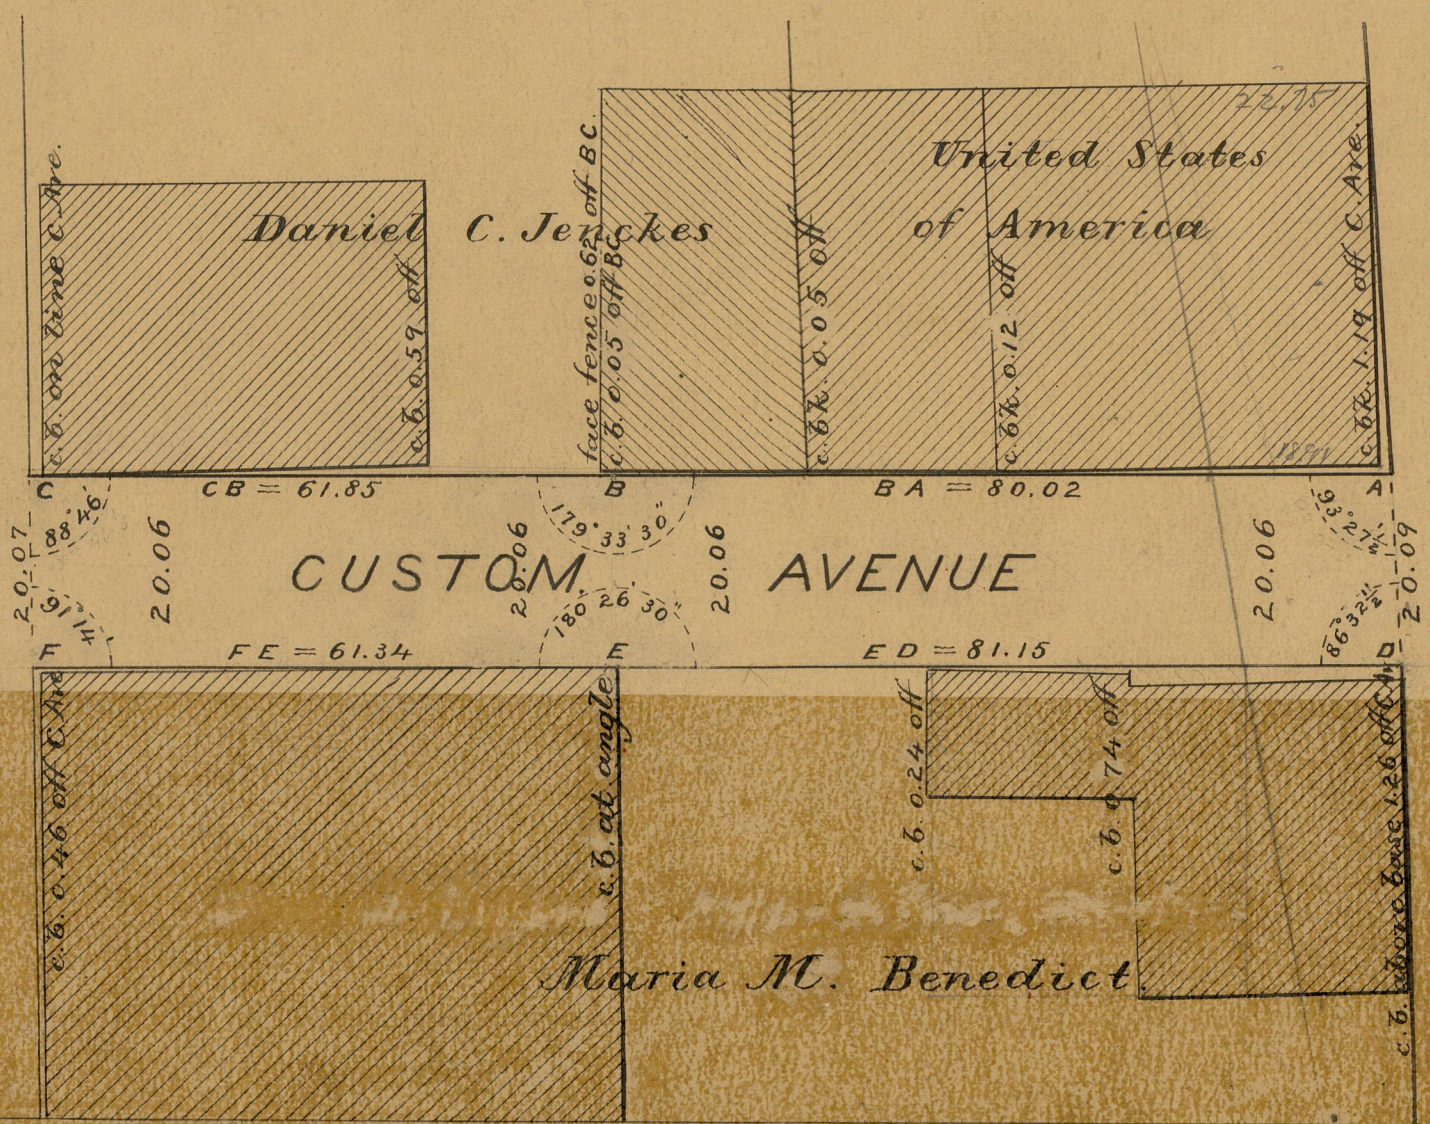 22.75
United States
of America
Daniel C. Jenckes
c.b. on line C. Ave.
c.b. 0.59 off
face fence 0.62 off BC.
c.b. 0.05 off BC
c.bk. 0.05 off
c.bk. 0.12 off
c.bk. 1.19 off C. Ave.
C
CB = 61.85
B
BA = 80.02
A
88° 46'
179° 33' 30"
93° 27½'
20.07
20.06
20.06
20.06
20.06
20.09
CUSTOM. AVENUE
91° 14'
180° 26' 30"
86° 32½'
F
FE = 61.34
E
ED = 81.15
D
c.b. 0.46 off C. Ave
c.b. at angle
c.b. 0.24 off
c.b. 0.74 off
c.b. above base 1.26 off C. Av
Maria M. Benedict.